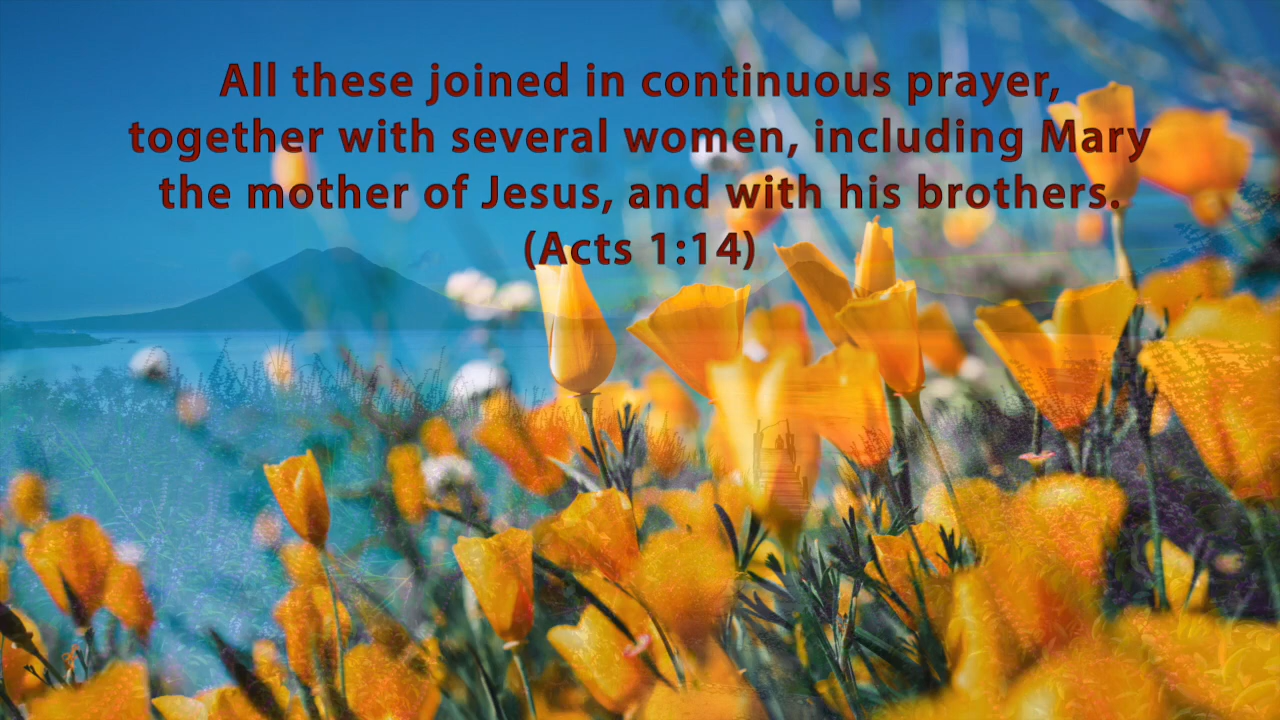 All these joined in continuous prayer,
together with several women, including Mary
the mother of Jesus, and with his brothers.
(Acts 1:14)